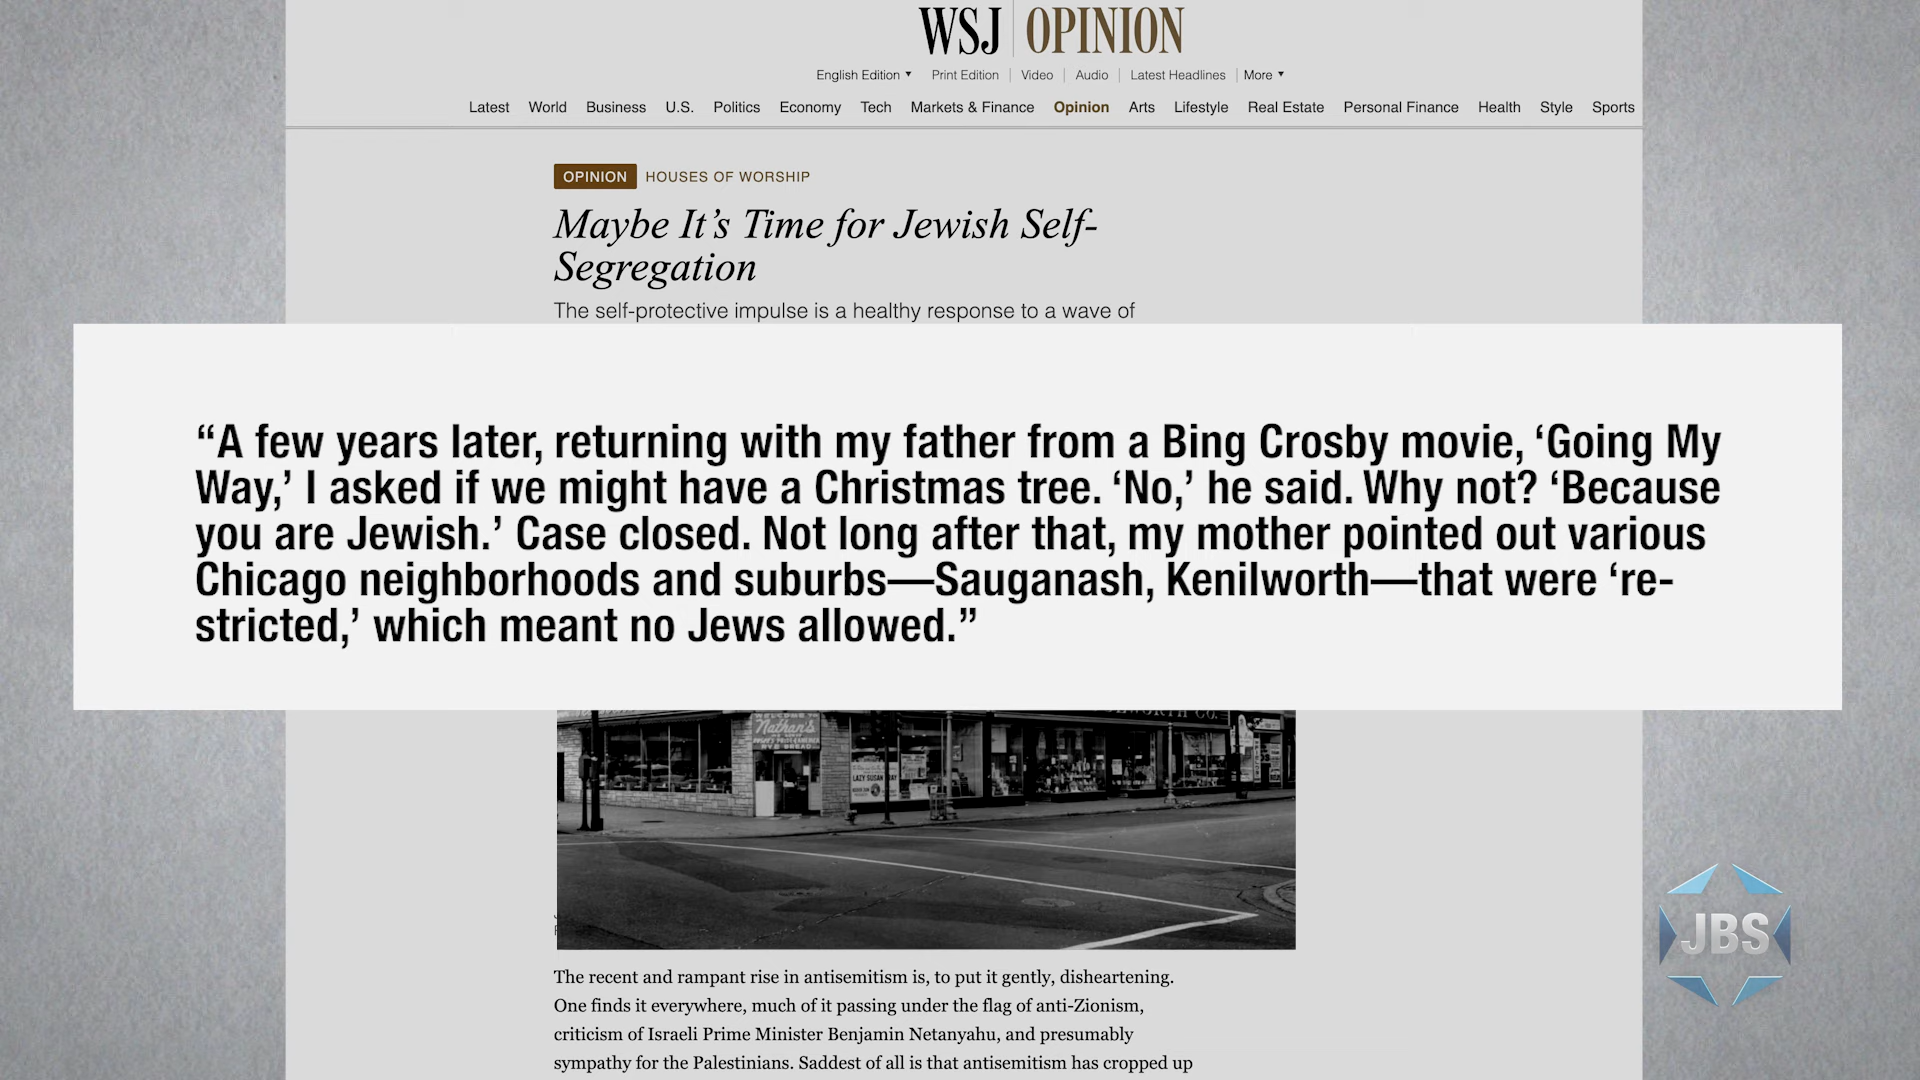 WSJ OPINION
English Edition Print Edition Video Audio Latest Headlines More
Latest World Business U.S. Politics Economy Tech Markets & Finance Opinion Arts Lifestyle Real Estate Personal Finance Health Style Sports
OPINION HOUSES OF WORSHIP
Maybe It’s Time for Jewish Self-
Segregation
The self-protective impulse is a healthy response to a wave of
“A few years later, returning with my father from a Bing Crosby movie, ‘Going My
Way,’ I asked if we might have a Christmas tree. ‘No,’ he said. Why not? ‘Because
you are Jewish.’ Case closed. Not long after that, my mother pointed out various
Chicago neighborhoods and suburbs—Sauganash, Kenilworth—that were ‘re-
stricted,’ which meant no Jews allowed.”
WELCOME TO
Nathan's
RYE BREAD
LAZY SUSAN
JBS
The recent and rampant rise in antisemitism is, to put it gently, disheartening.
One finds it everywhere, much of it passing under the flag of anti-Zionism,
criticism of Israeli Prime Minister Benjamin Netanyahu, and presumably
sympathy for the Palestinians. Saddest of all is that antisemitism has cropped up